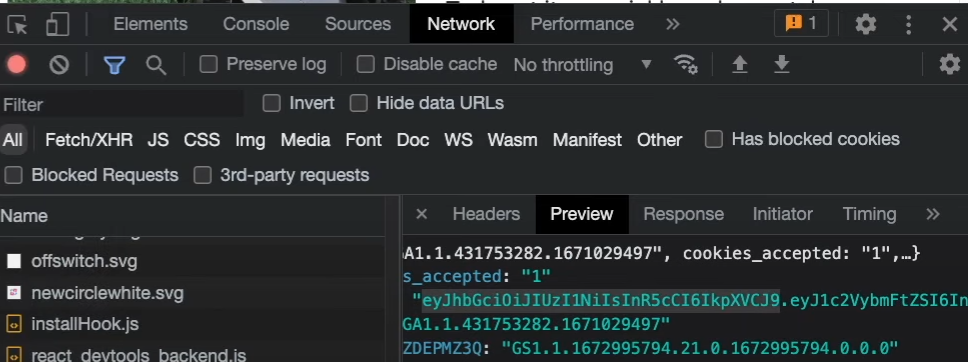 Elements Console Sources Network Performance » 1
Preserve log Disable cache No throttling
Filter Invert Hide data URLs
All Fetch/XHR JS CSS Img Media Font Doc WS Wasm Manifest Other Has blocked cookies
Blocked Requests 3rd-party requests
Name
offswitch.svg
newcirclewhite.svg
installHook.js
react_devtools_backend.js
× Headers Preview Response Initiator Timing »
A1.1.431753282.1671029497", cookies_accepted: "1",…}
s_accepted: "1"
"eyJhbGciOiJIUzI1NiIsInR5cCI6IkpXVCJ9.eyJ1c2VybmFtZSI6In
GA1.1.431753282.1671029497"
ZDEPMZ3Q: "GS1.1.1672995794.21.0.1672995794.0.0.0"